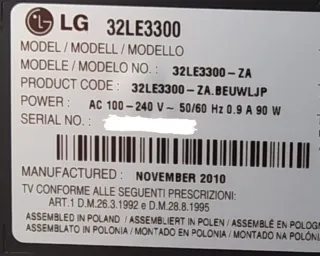 LG 32LE3300
MODEL / MODELL / MODELLO
MODELE / MODELO NO. : 32LE3300-ZA
PRODUCT CODE : 32LE3300-ZA.BEUWLJP
POWER : AC 100-240 V ~ 50/60 Hz 0.9 A 90 W
SERIAL NO. :
MANUFACTURED : NOVEMBER 2010
TV CONFORME ALLE SEGUENTI PRESCRIZIONI:
ART.1 D.M.26.3.1992 e D.M.28.8.1995
ASSEMBLED IN POLAND / ASSEMBLIERT IN POLEN / ASSEMBLÉ EN POLOG
ASSEMBLATO IN POLONIA / MONTADO EN POLONIA / MONTADO NA POLÓN